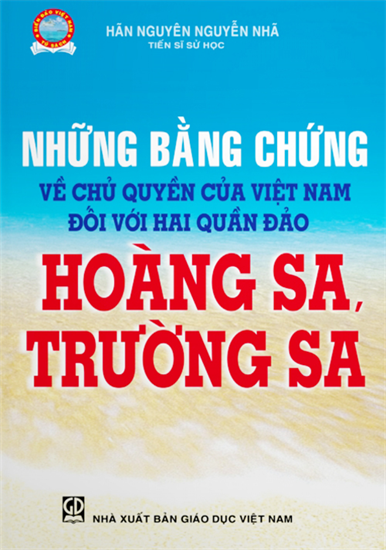 HÃN NGUYÊN NGUYỄN NHÃ
TIẾN SĨ SỬ HỌC
NHỮNG BẰNG CHỨNG
VỀ CHỦ QUYỀN CỦA VIỆT NAM
ĐỐI VỚI HAI QUẦN ĐẢO
HOÀNG SA,
TRƯỜNG SA
NHÀ XUẤT BẢN GIÁO DỤC VIỆT NAM